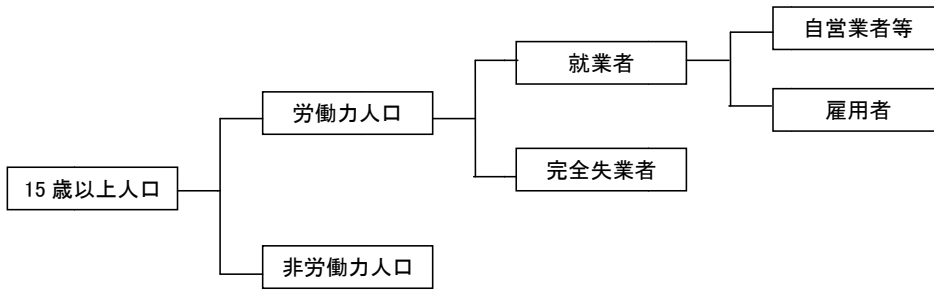 自営業者等
就業者
労働力人口
雇用者
完全失業者
15 歳以上人口
非労働力人口